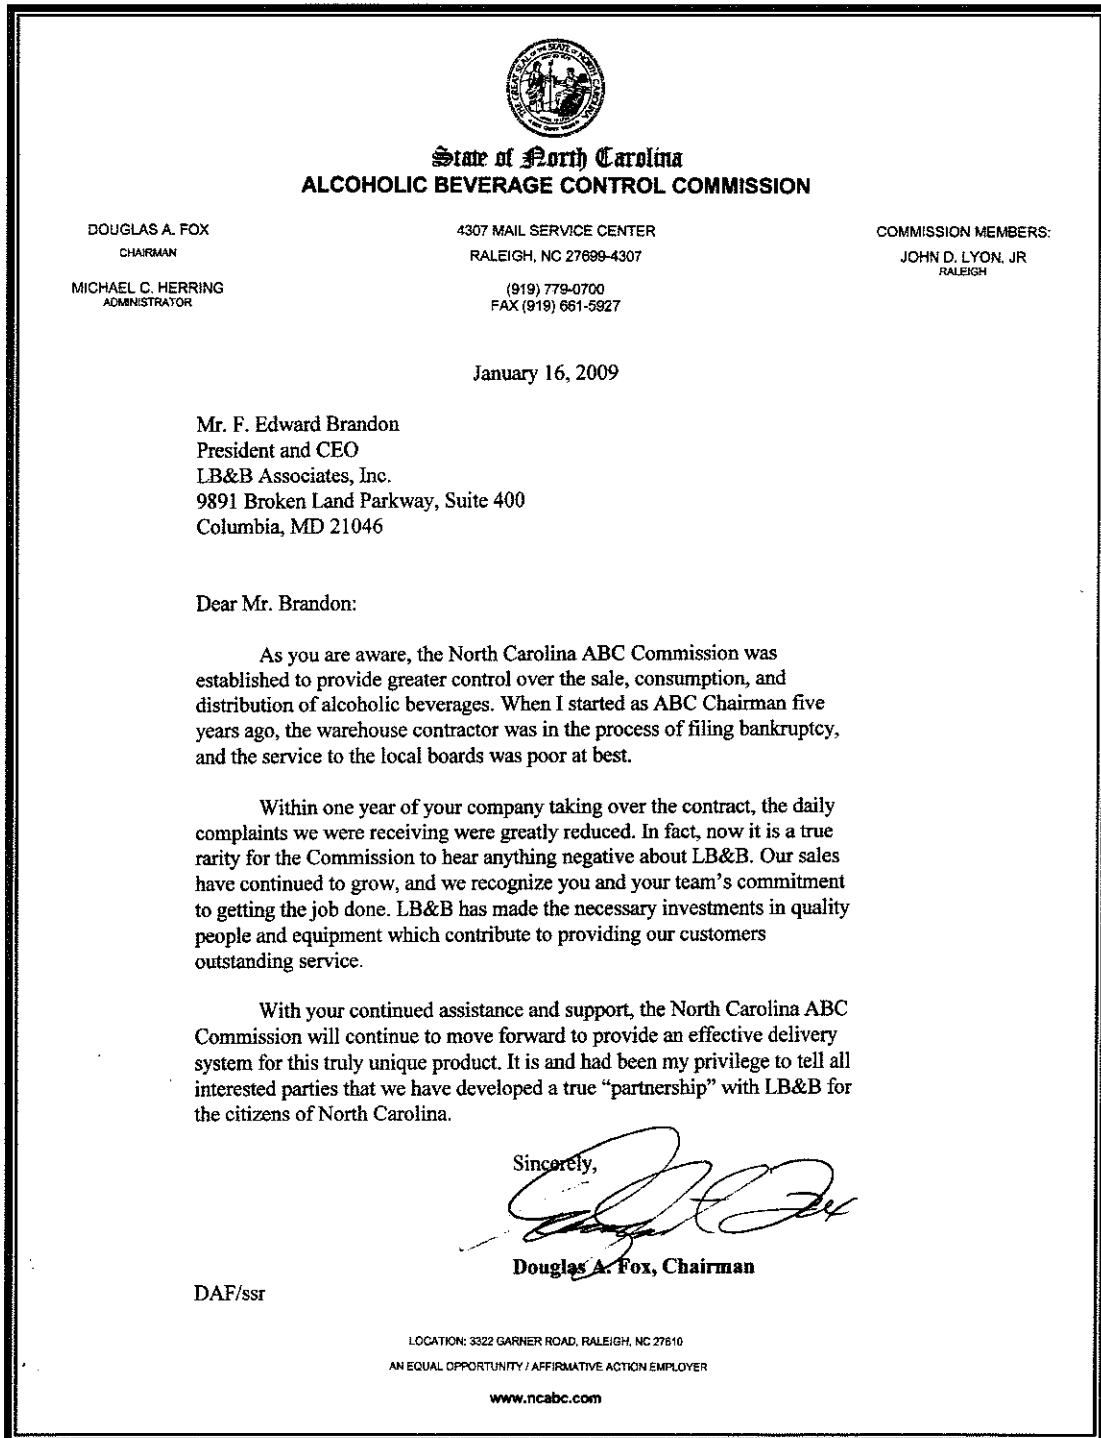 THE GREAT SEAL OF THE STATE OF NORTH CAROLINA
State of North Carolina
ALCOHOLIC BEVERAGE CONTROL COMMISSION
DOUGLAS A. FOX
CHAIRMAN
MICHAEL C. HERRING
ADMINISTRATOR
4307 MAIL SERVICE CENTER
RALEIGH, NC 27699-4307
(919) 779-0700
FAX (919) 661-5927
COMMISSION MEMBERS:
JOHN D. LYON, JR
RALEIGH
January 16, 2009
Mr. F. Edward Brandon
President and CEO
LB&B Associates, Inc.
9891 Broken Land Parkway, Suite 400
Columbia, MD 21046
Dear Mr. Brandon:
As you are aware, the North Carolina ABC Commission was
established to provide greater control over the sale, consumption, and
distribution of alcoholic beverages. When I started as ABC Chairman five
years ago, the warehouse contractor was in the process of filing bankruptcy,
and the service to the local boards was poor at best.
Within one year of your company taking over the contract, the daily
complaints we were receiving were greatly reduced. In fact, now it is a true
rarity for the Commission to hear anything negative about LB&B. Our sales
have continued to grow, and we recognize you and your team's commitment
to getting the job done. LB&B has made the necessary investments in quality
people and equipment which contribute to providing our customers
outstanding service.
With your continued assistance and support, the North Carolina ABC
Commission will continue to move forward to provide an effective delivery
system for this truly unique product. It is and had been my privilege to tell all
interested parties that we have developed a true “partnership” with LB&B for
the citizens of North Carolina.
Sincerely,
Douglas A. Fox, Chairman
DAF/ssr
LOCATION: 3322 GARNER ROAD, RALEIGH, NC 27610
AN EQUAL OPPORTUNITY / AFFIRMATIVE ACTION EMPLOYER
www.ncabc.com